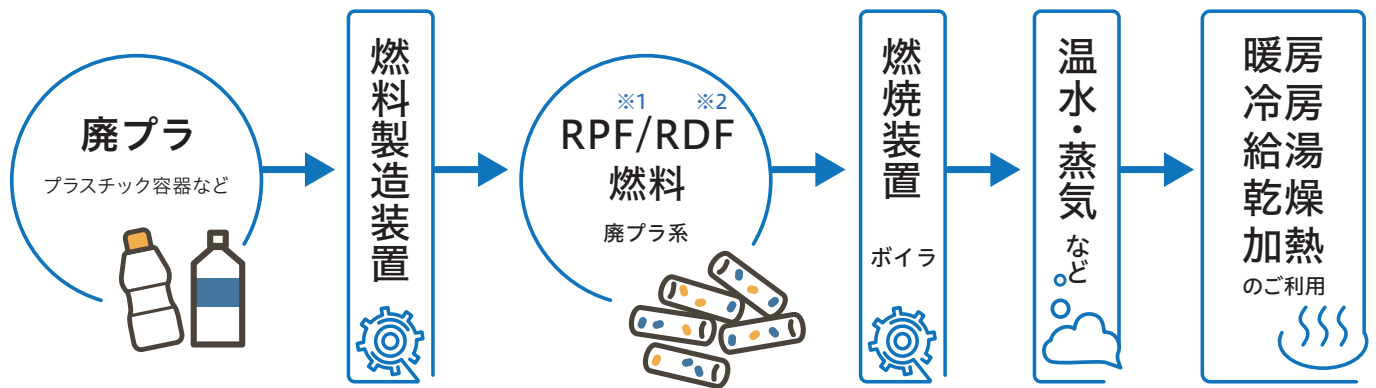 廃プラ
プラスチック容器など
燃料製造装置
※1 ※2
RPF/RDF
燃料
廃プラ系
燃焼装置
ボイラ
温水・蒸気など
暖房
冷房
給湯
乾燥
加熱
のご利用